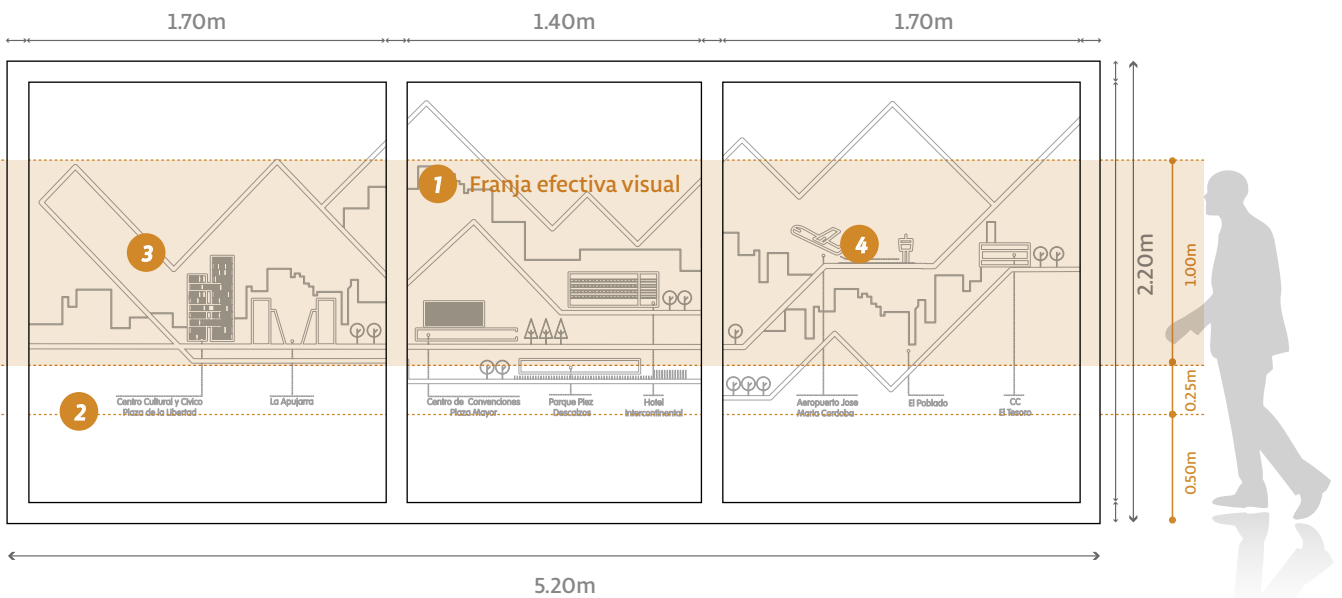 1.70m
1.40m
1.70m
1 Franja efectiva visual
3
4
2.20m
1.00m
0.25m
0.50m
2
Centro Cultural y Civico
Plaza de la Libertad
La Apujarra
Centro de Convenciones
Plaza Mayor
Parque Piez
Descalzos
Hotel
Intercontinental
Aeropuerto Jose
Maria Cordoba
El Poblado
CC
El Tesoro
5.20m